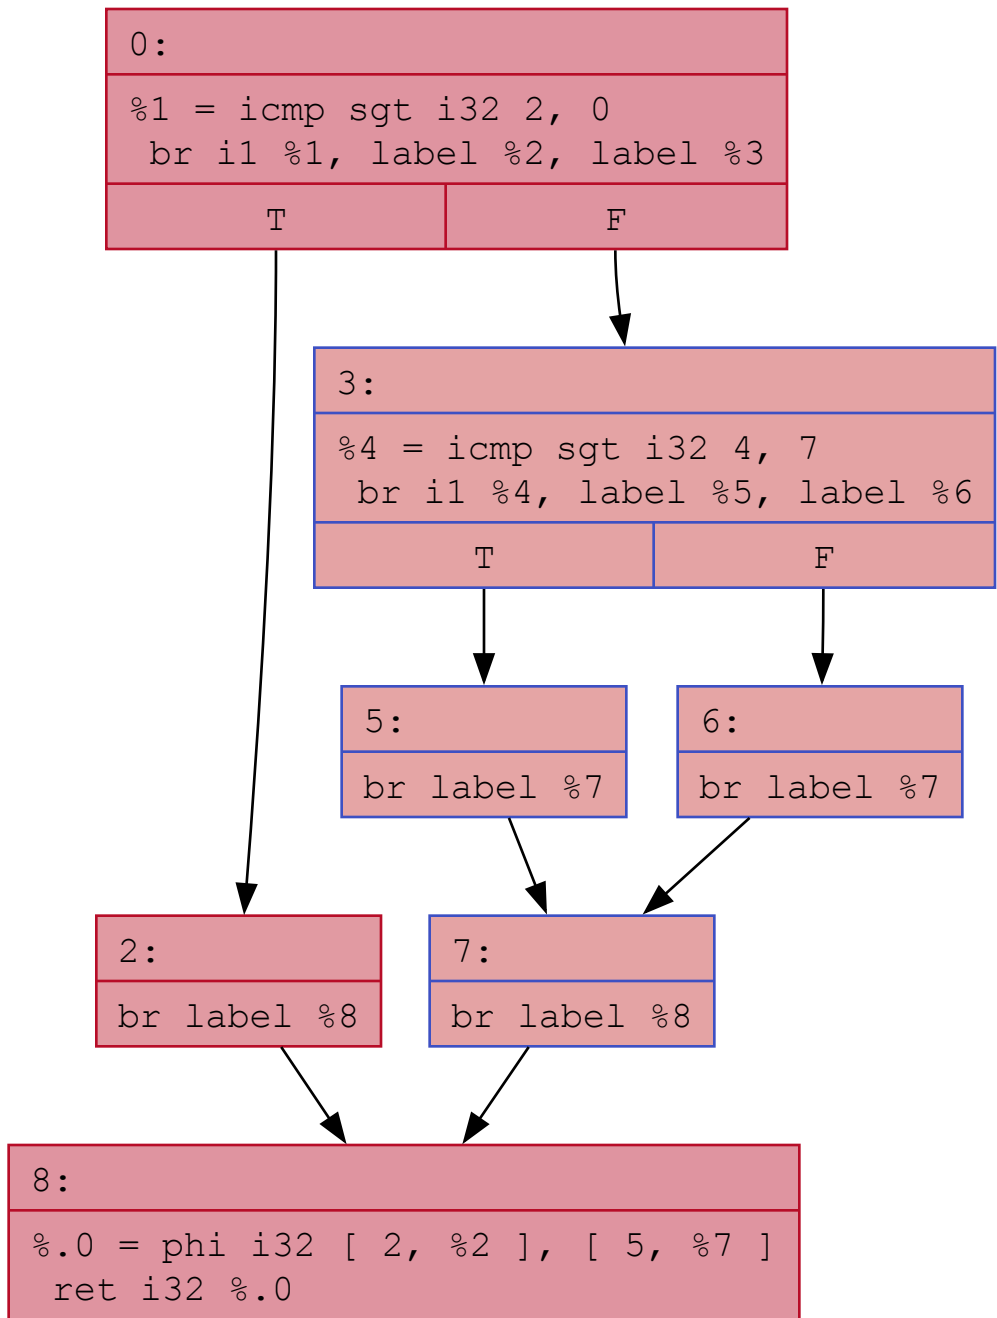 0:
%1 = icmp sgt i32 2, 0
br i1 %1, label %2, label %3
T
F
3:
%4 = icmp sgt i32 4, 7
br i1 %4, label %5, label %6
T
F
5:
br label %7
6:
br label %7
2:
br label %8
7:
br label %8
8:
%.0 = phi i32 [ 2, %2 ], [ 5, %7 ]
ret i32 %.0